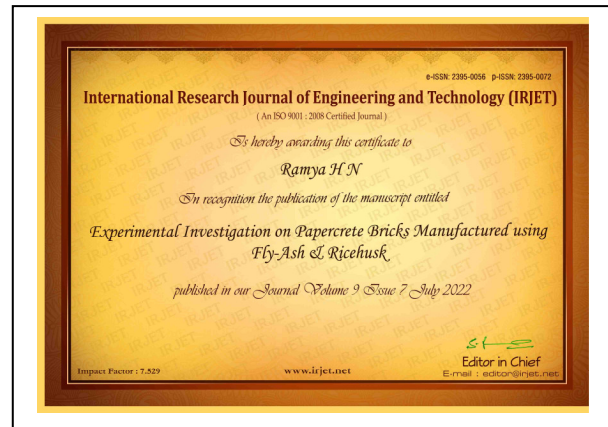 e-ISSN: 2395-0056 p-ISSN: 2395-0072
International Research Journal of Engineering and Technology (IRJET)
( An ISO 9001 : 2008 Certified Journal )
Is hereby awarding this certificate to
Ramya H N
In recognition the publication of the manuscript entitled
Experimental Investigation on Papercrete Bricks Manufactured using
Fly-Ash & Ricehusk
published in our Journal Volume 9 Issue 7 July 2022
Editor in Chief
Impact Factor : 7.529 www.irjet.net E-mail : editor@irjet.net